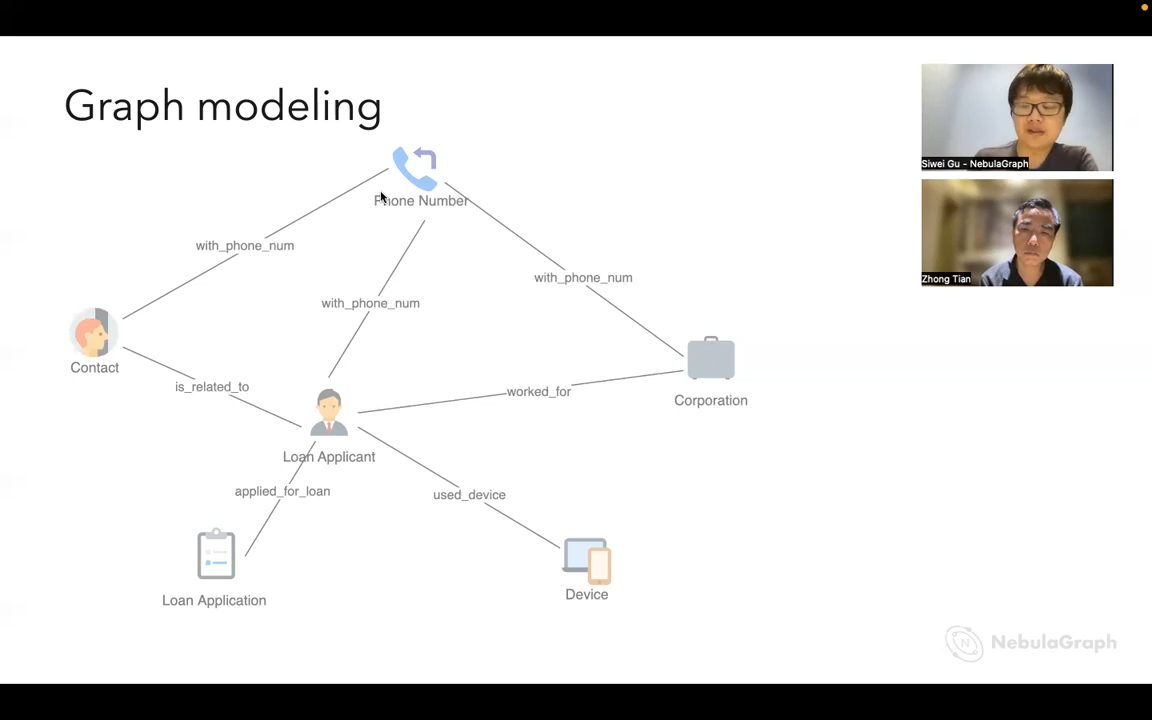 Graph modeling
Siwei Gu - NebulaGraph
Phone Number
with_phone_num
with_phone_num
Zhong Tian
with_phone_num
Contact
is_related_to
worked_for
Corporation
Loan Applicant
applied_for_loan
used_device
Loan Application
Device
N NebulaGraph